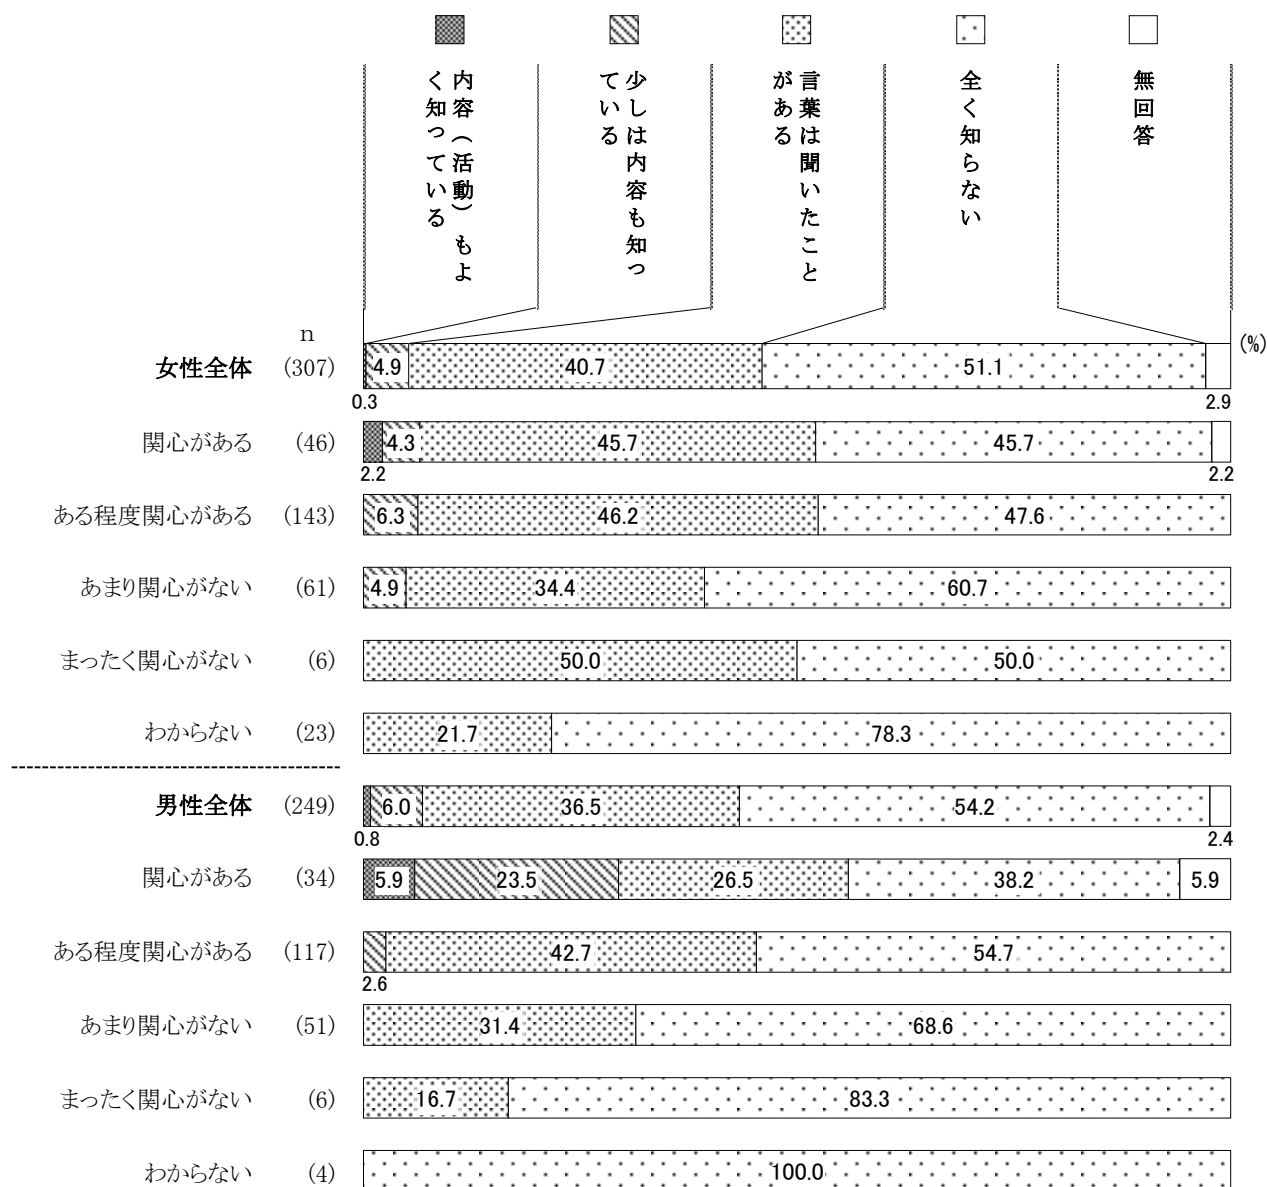 内容（活動）もよ
く知っている
少しは内容も知っ
ている
言葉は聞いたこと
がある
全く知らない
無回答
n
(%)
女性全体 (307) 4.9 40.7 51.1
0.3 2.9
関心がある (46) 4.3 45.7 45.7
2.2 2.2
ある程度関心がある (143) 6.3 46.2 47.6
あまり関心がない (61) 4.9 34.4 60.7
まったく関心がない (6) 50.0 50.0
わからない (23) 21.7 78.3
男性全体 (249) 6.0 36.5 54.2
0.8 2.4
関心がある (34) 5.9 23.5 26.5 38.2 5.9
ある程度関心がある (117) 42.7 54.7
2.6
あまり関心がない (51) 31.4 68.6
まったく関心がない (6) 16.7 83.3
わからない (4) 100.0